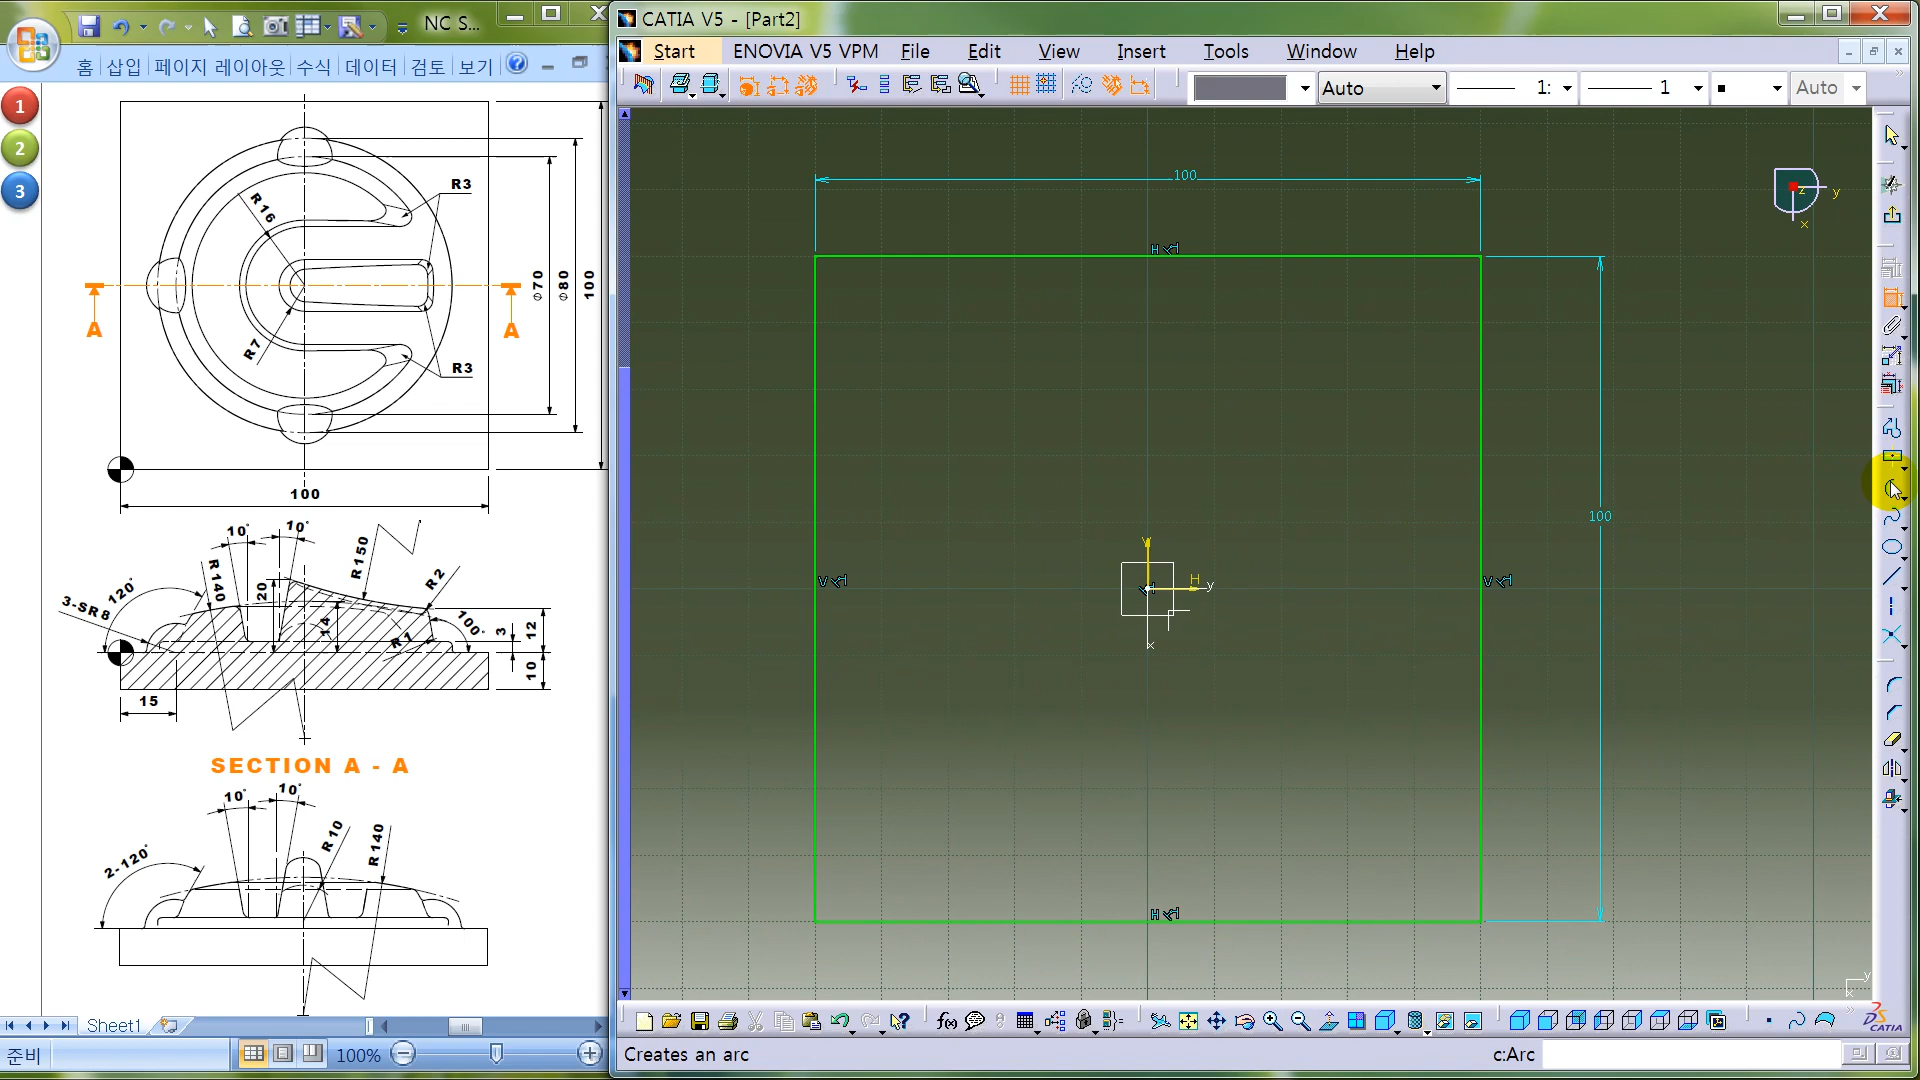 NC S...
홈 삽입 페이지 레이아웃 수식 데이터 검토 보기
1
2
3
R3
R16
A
A
Ø70
Ø80
100
R7
R3
100
10°
10°
R150
R140
R2
120°
20
3-SR8
14
R1
100°
3
12
10
15
SECTION A - A
10°
10°
R10
R140
2-120°
Sheet1
준비
100%
CATIA V5 - [Part2]
Start ENOVIA V5 VPM File Edit View Insert Tools Window Help
Auto
1:
1
Auto
100
H
z
y
x
V
V
100
V
H
y
x
H
y
x
f(x)
CATIA
Creates an arc
c:Arc